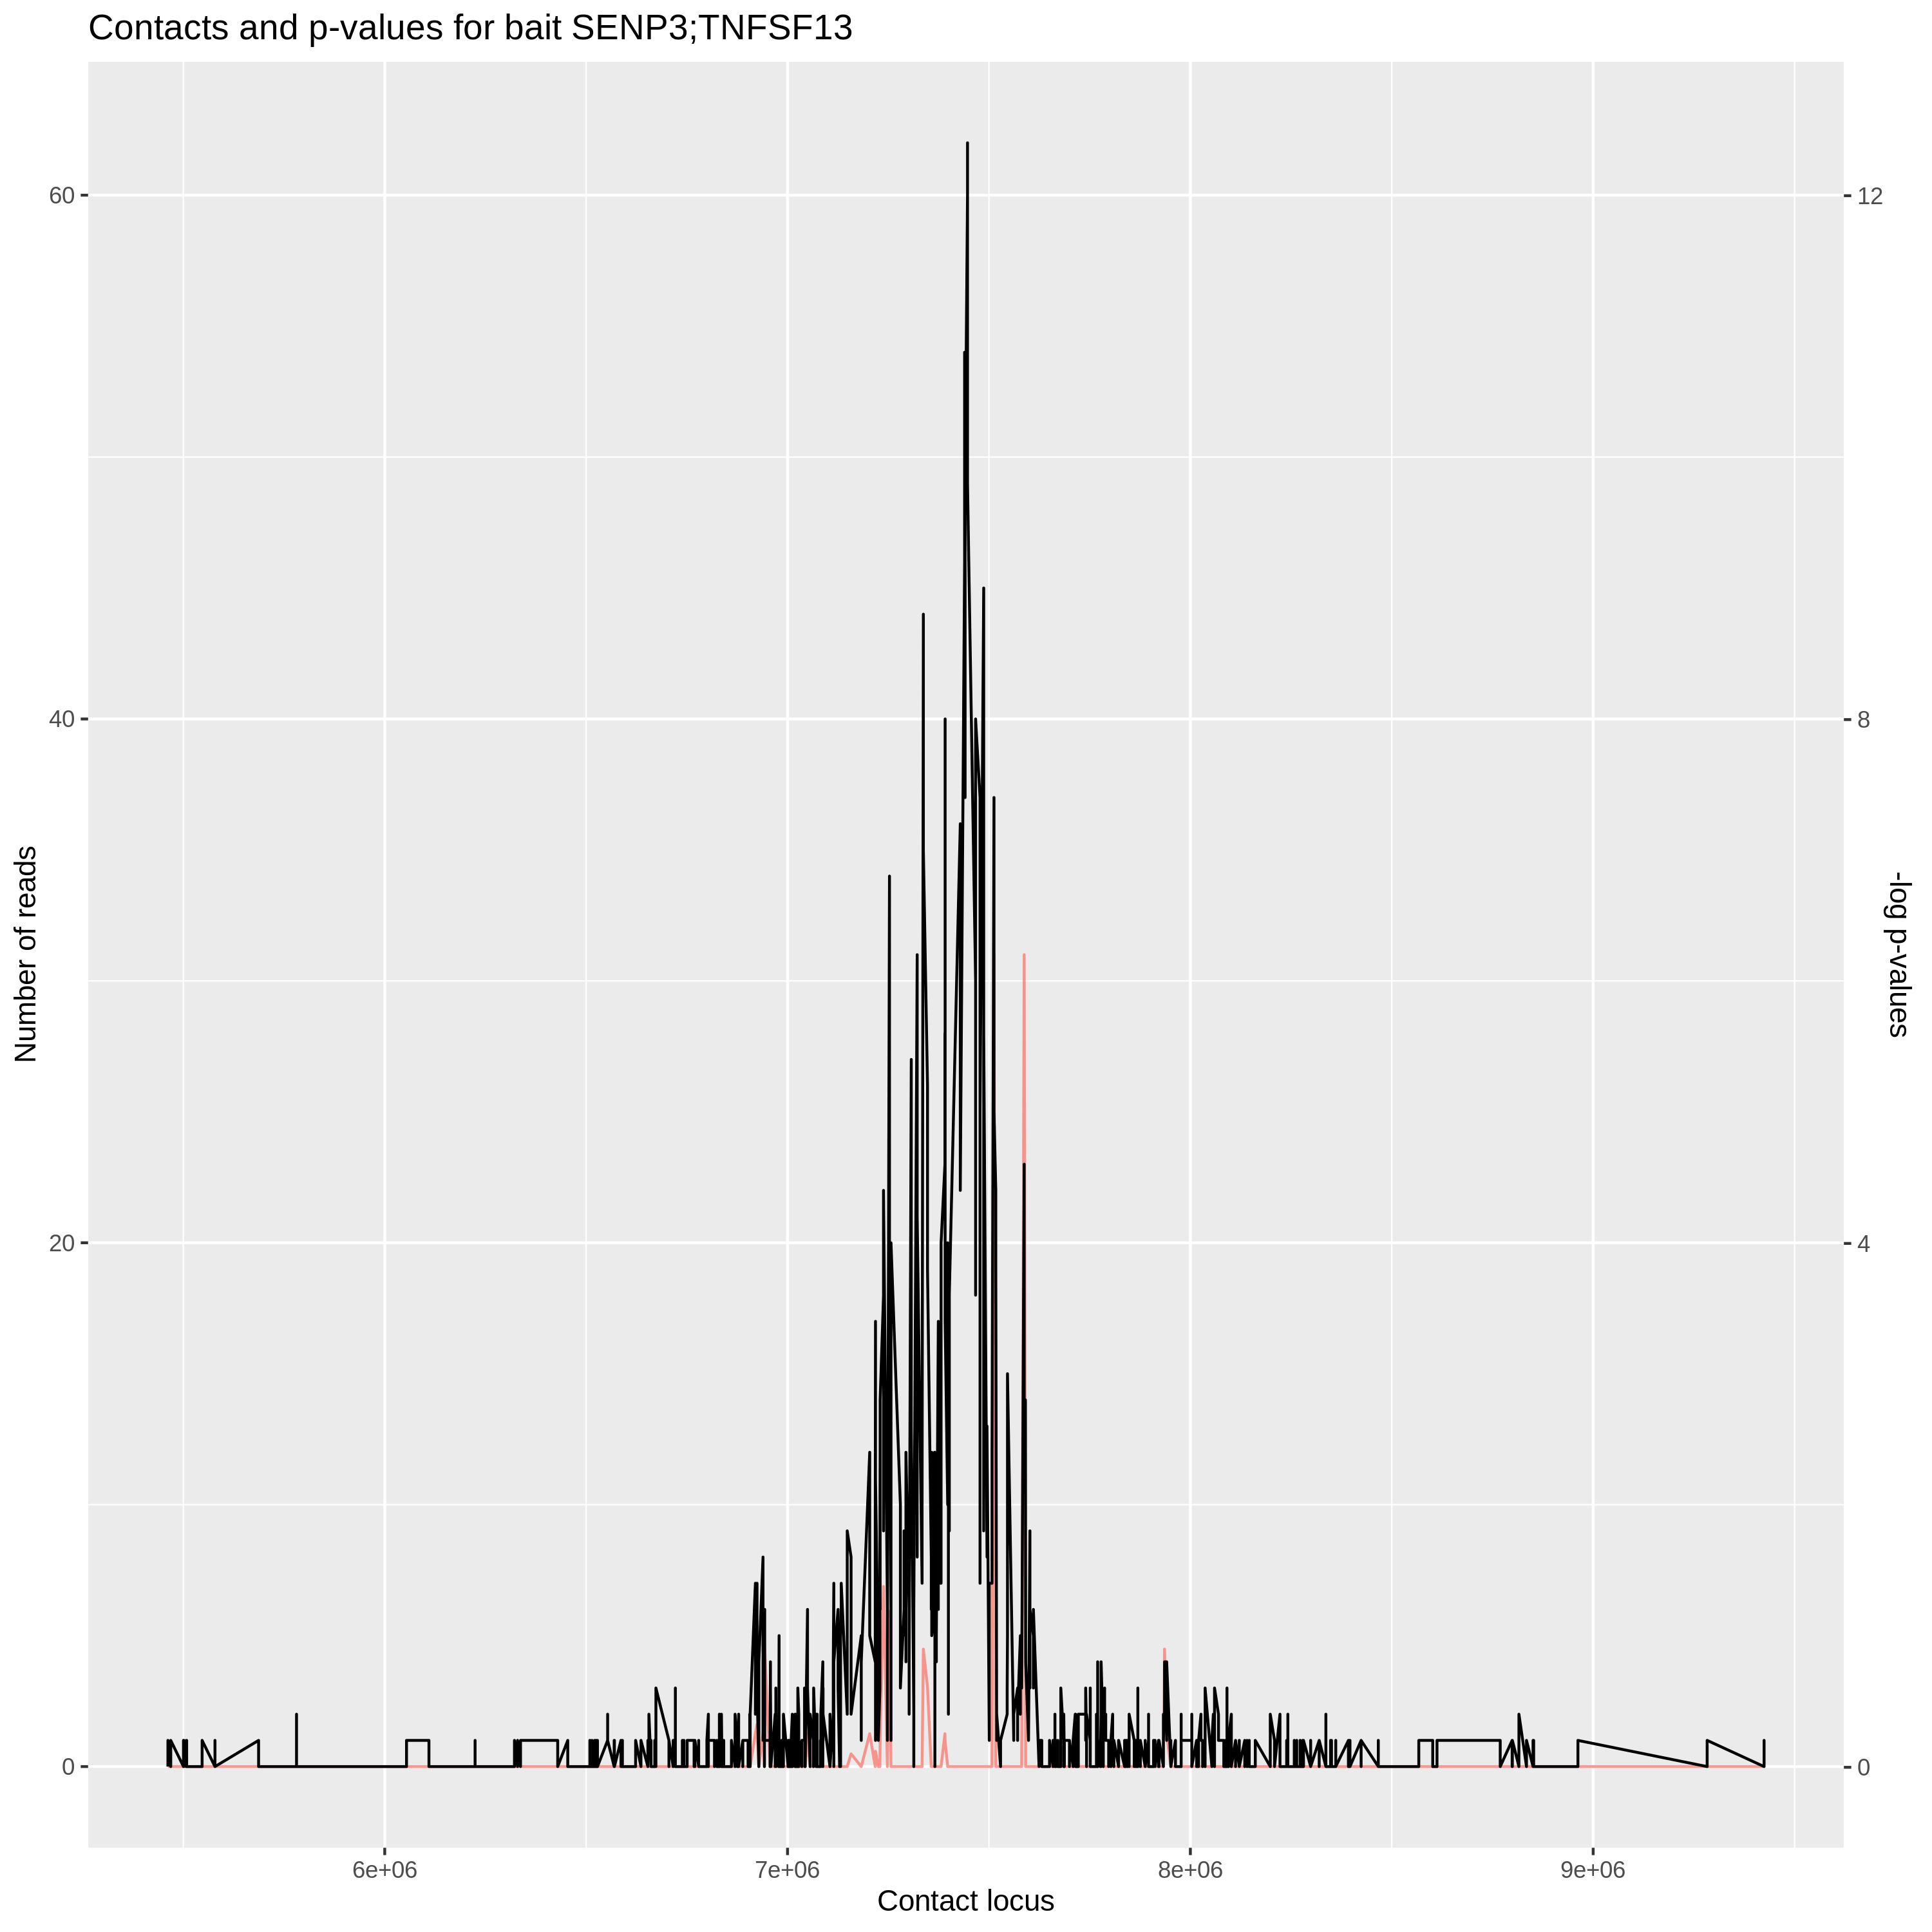 Contacts and p-values for bait SENP3;TNFSF13
60
40
20
0
12
8
4
0
Number of reads
-log p-values
6e+06
7e+06
8e+06
9e+06
Contact locus